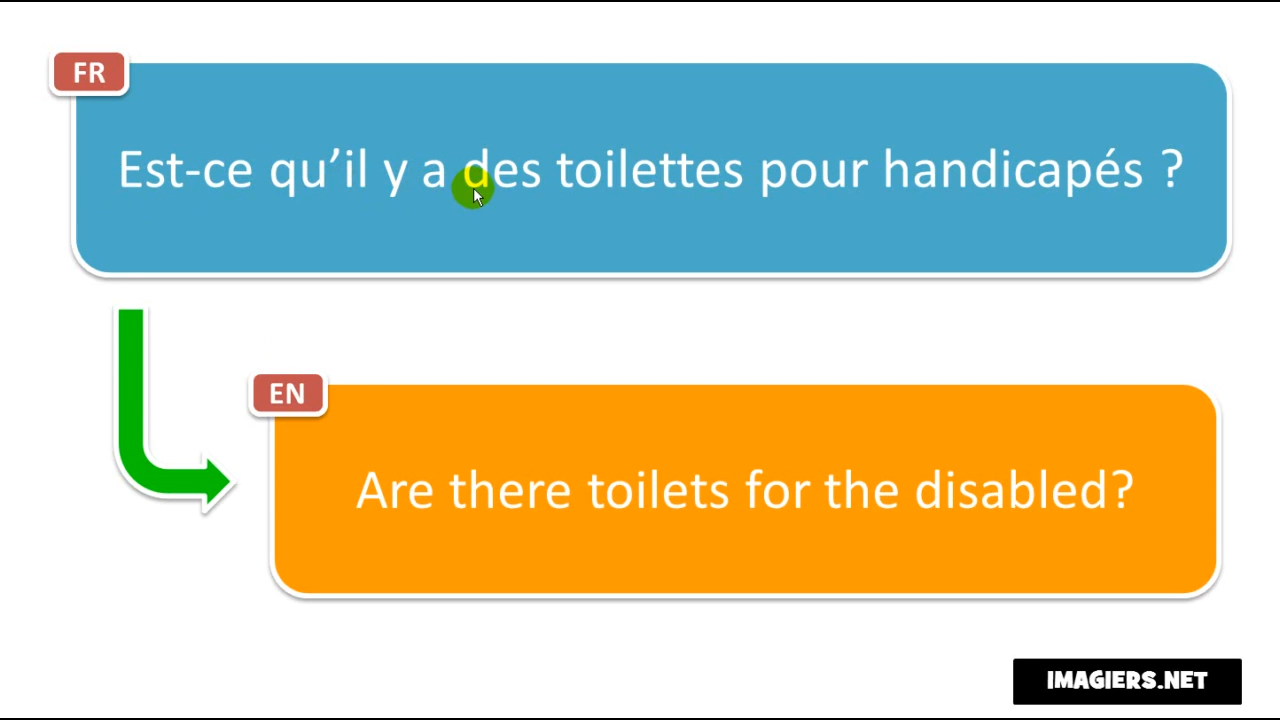 FR
Est-ce qu’il y a des toilettes pour handicapés ?
EN
Are there toilets for the disabled?
IMAGIERS.NET